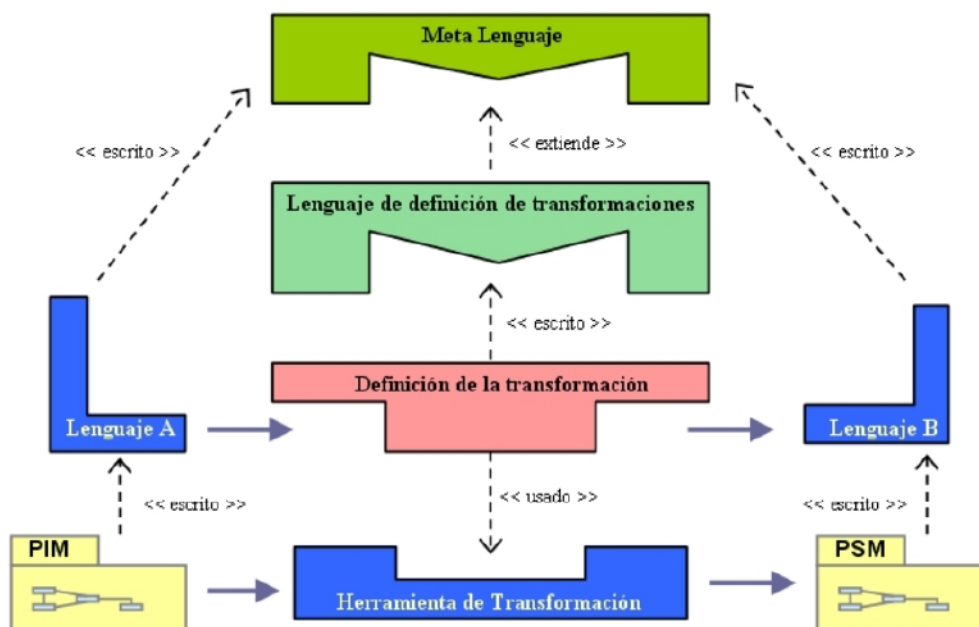 Meta Lenguaje
<< escrito >>
<< extiende >>
<< escrito >>
Lenguaje de definición de transformaciones
<< escrito >>
Definición de la transformación
Lenguaje A
Lenguaje B
<< escrito >>
<< usado >>
<< escrito >>
PIM
PSM
Herramienta de Transformación